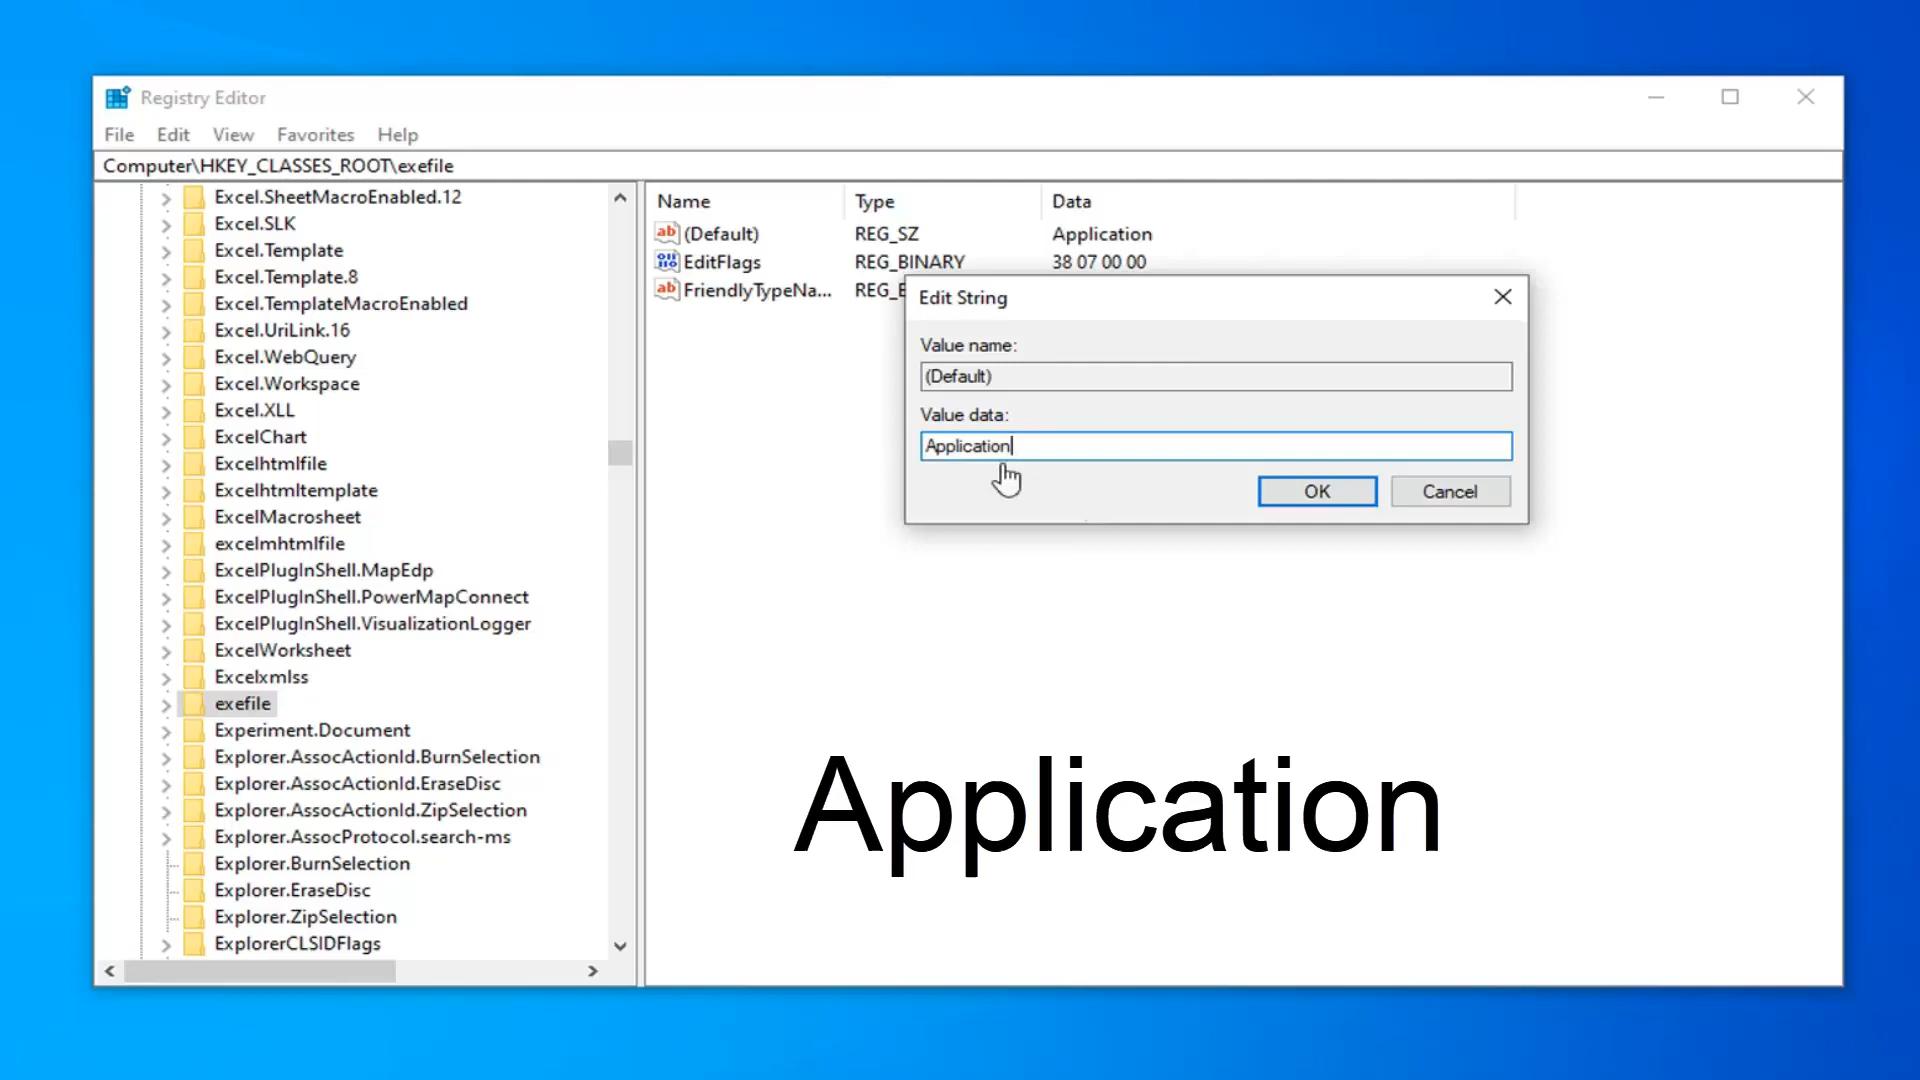 Registry Editor
File Edit View Favorites Help
Computer\HKEY_CLASSES_ROOT\exefile
Excel.SheetMacroEnabled.12
Excel.SLK
Excel.Template
Excel.Template.8
Excel.TemplateMacroEnabled
Excel.UriLink.16
Excel.WebQuery
Excel.Workspace
Excel.XLL
ExcelChart
Excelhtmlfile
Excelhtmltemplate
ExcelMacrosheet
excelmhtmlfile
ExcelPlugInShell.MapEdp
ExcelPlugInShell.PowerMapConnect
ExcelPlugInShell.VisualizationLogger
ExcelWorksheet
Excelxmlss
exefile
Experiment.Document
Explorer.AssocActionId.BurnSelection
Explorer.AssocActionId.EraseDisc
Explorer.AssocActionId.ZipSelection
Explorer.AssocProtocol.search-ms
Explorer.BurnSelection
Explorer.EraseDisc
Explorer.ZipSelection
ExplorerCLSIDFlags
Name Type Data
(Default) REG_SZ Application
EditFlags REG_BINARY 38 07 00 00
FriendlyTypeNa...
Edit String
Value name:
(Default)
Value data:
Application
OK Cancel
Application